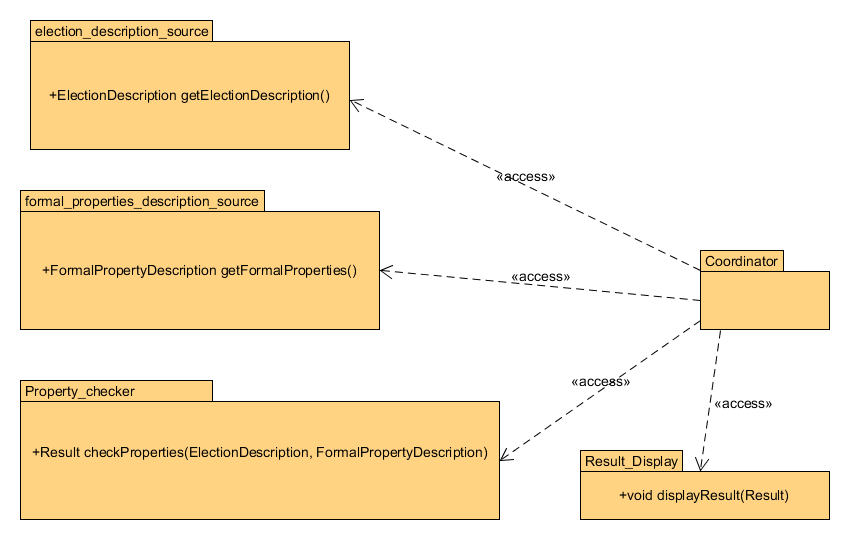 election_description_source
+ElectionDescription getElectionDescription()
«access»
formal_properties_description_source
+FormalPropertyDescription getFormalProperties()
«access»
Coordinator
Property_checker
«access»
+Result checkProperties(ElectionDescription, FormalPropertyDescription)
«access»
Result_Display
+void displayResult(Result)